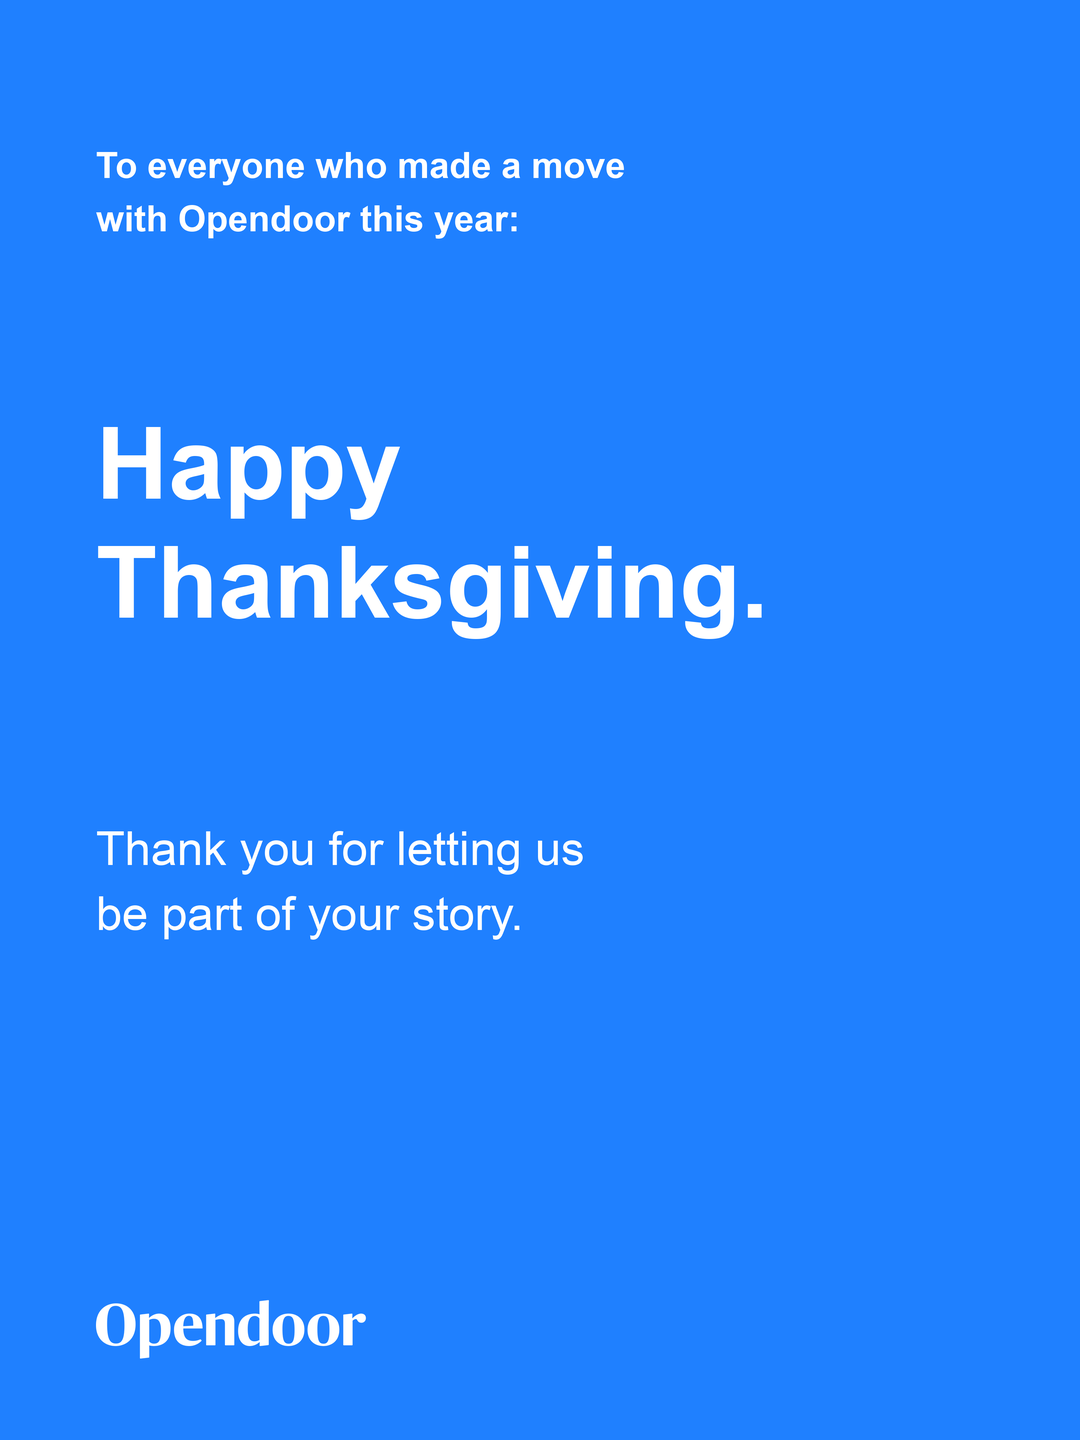 To everyone who made a move
with Opendoor this year:
Happy
Thanksgiving.
Thank you for letting us
be part of your story.
Opendoor